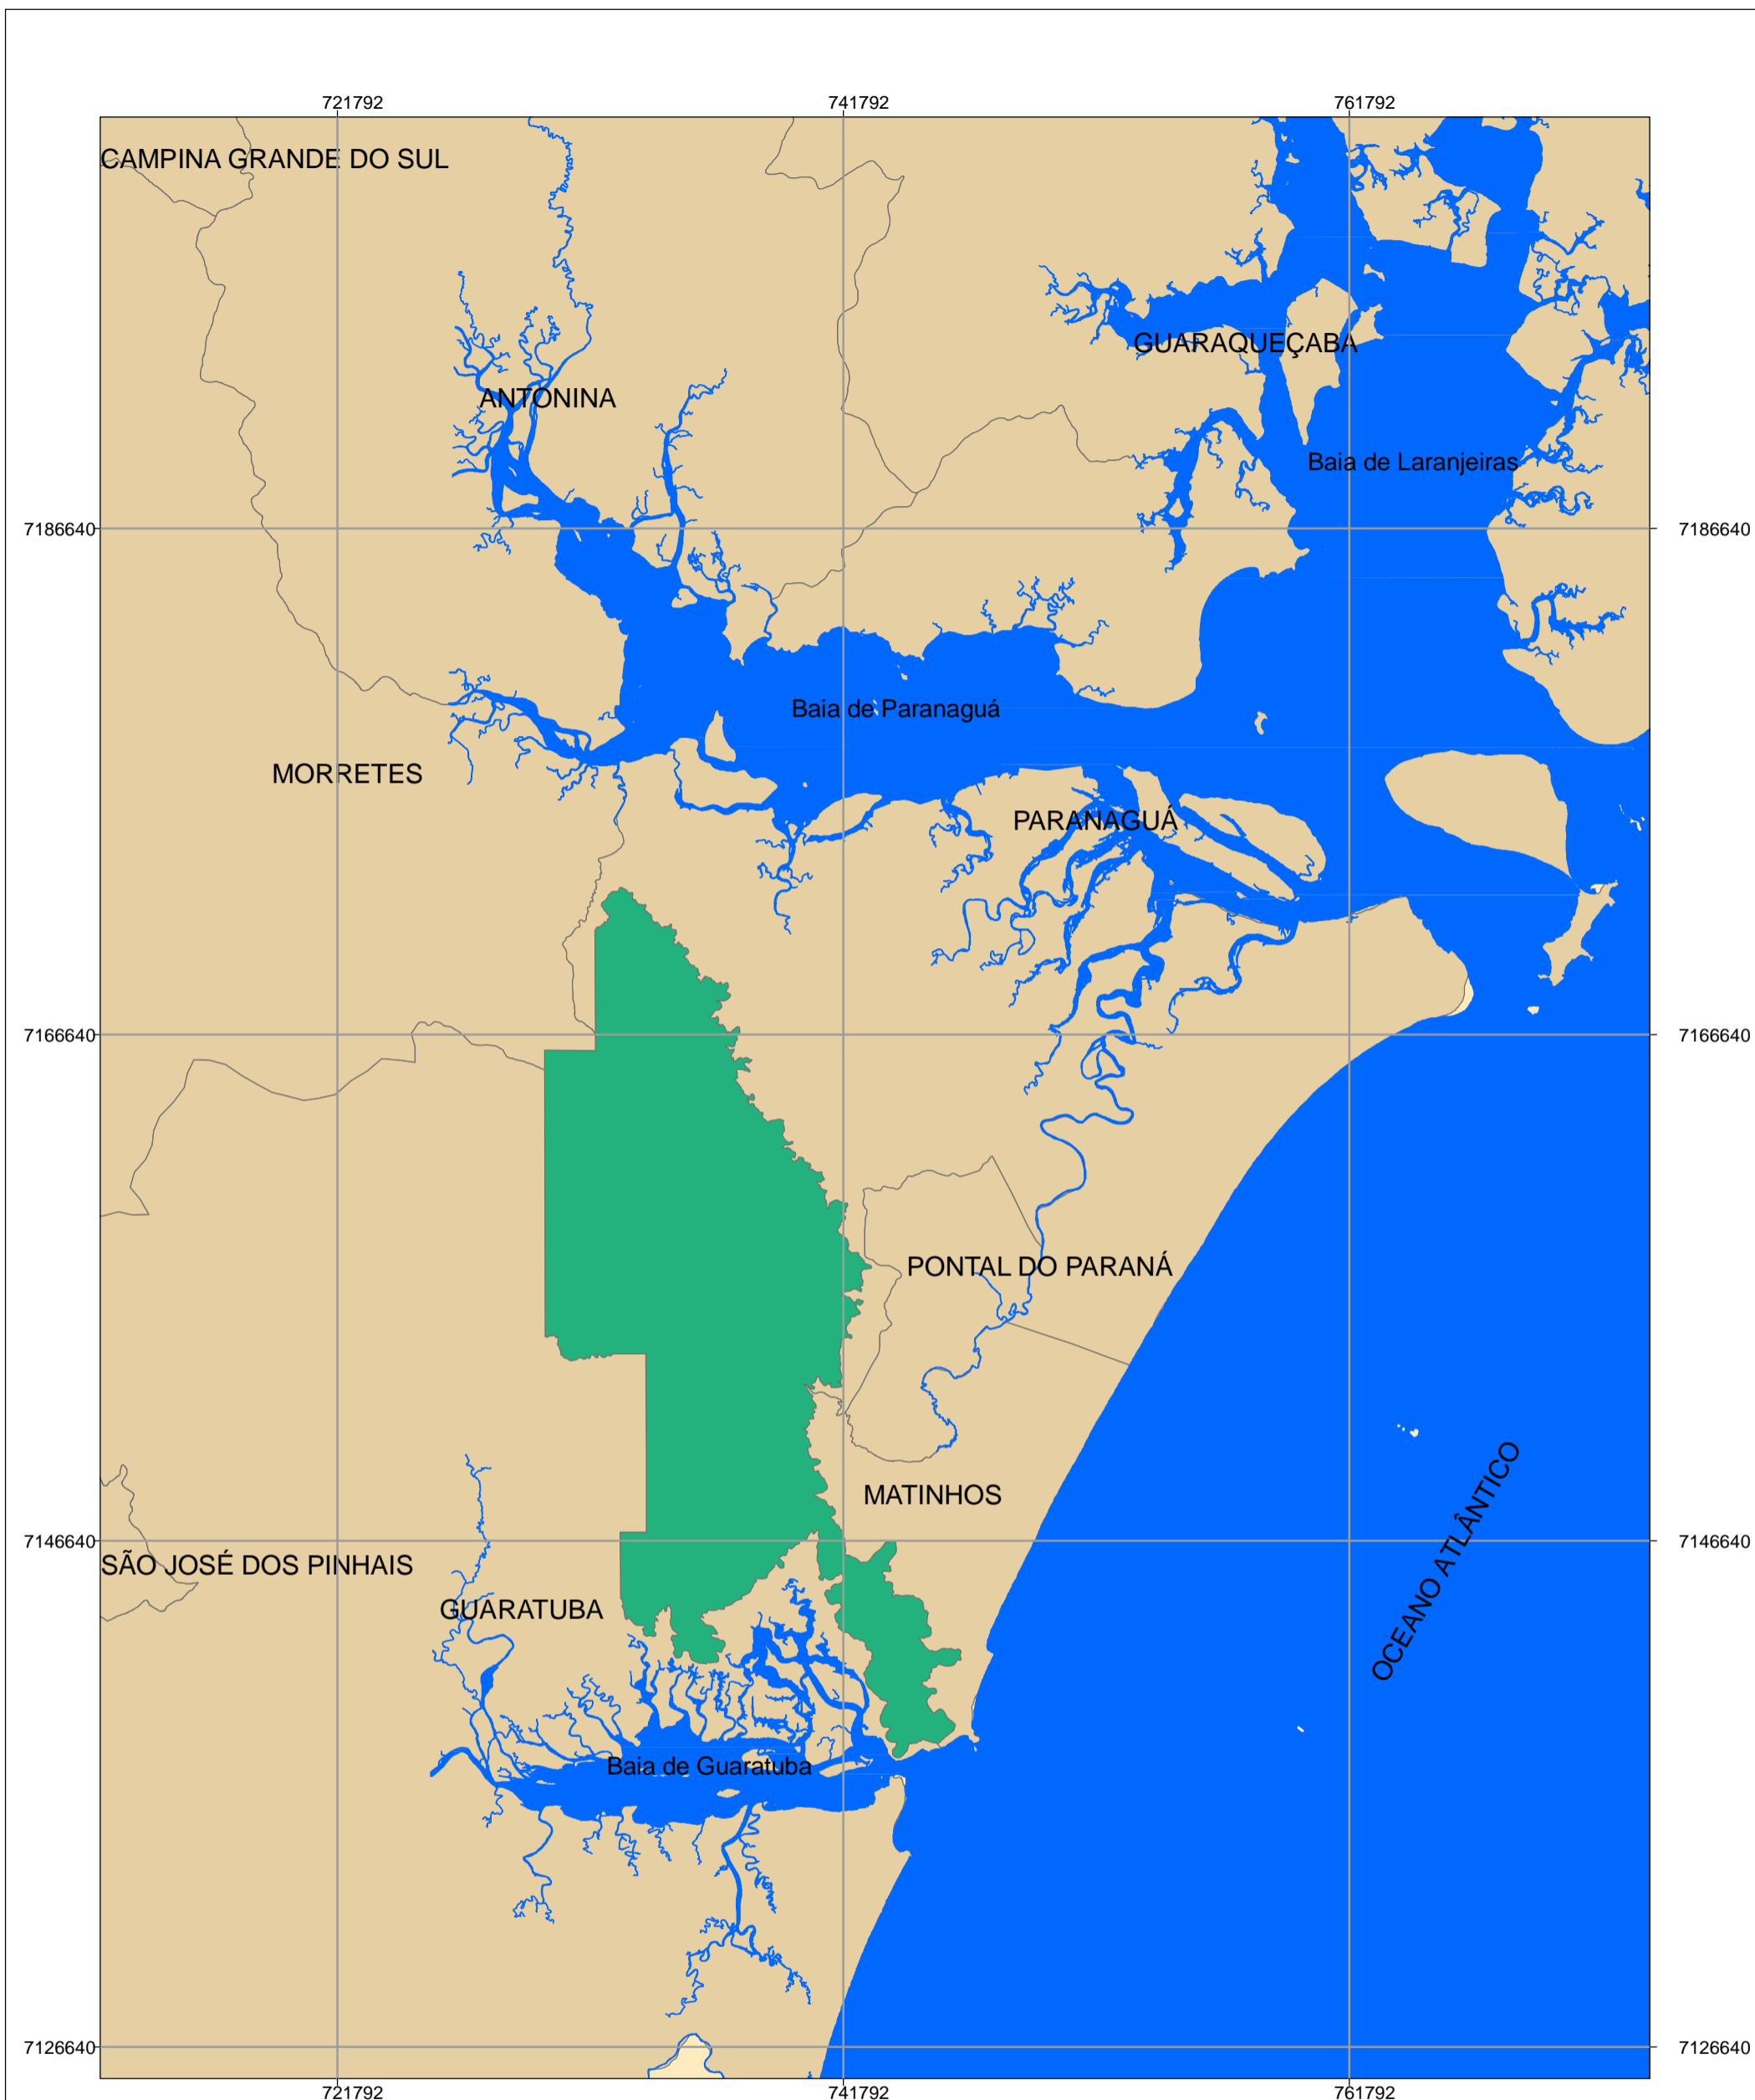 721792 741792 761792
CAMPINA GRANDE DO SUL
GUARAQUEÇABA
ANTONINA
Baia de Laranjeiras
7186640 7186640
Baia de Paranaguá
MORRETES
PARANAGUÁ
7166640 7166640
PONTAL DO PARANÁ
MATINHOS
7146640 7146640
OCEANO ATLÂNTICO
SÃO JOSÉ DOS PINHAIS
GUARATUBA
Baia de Guaratuba
7126640 7126640
721792 741792 761792